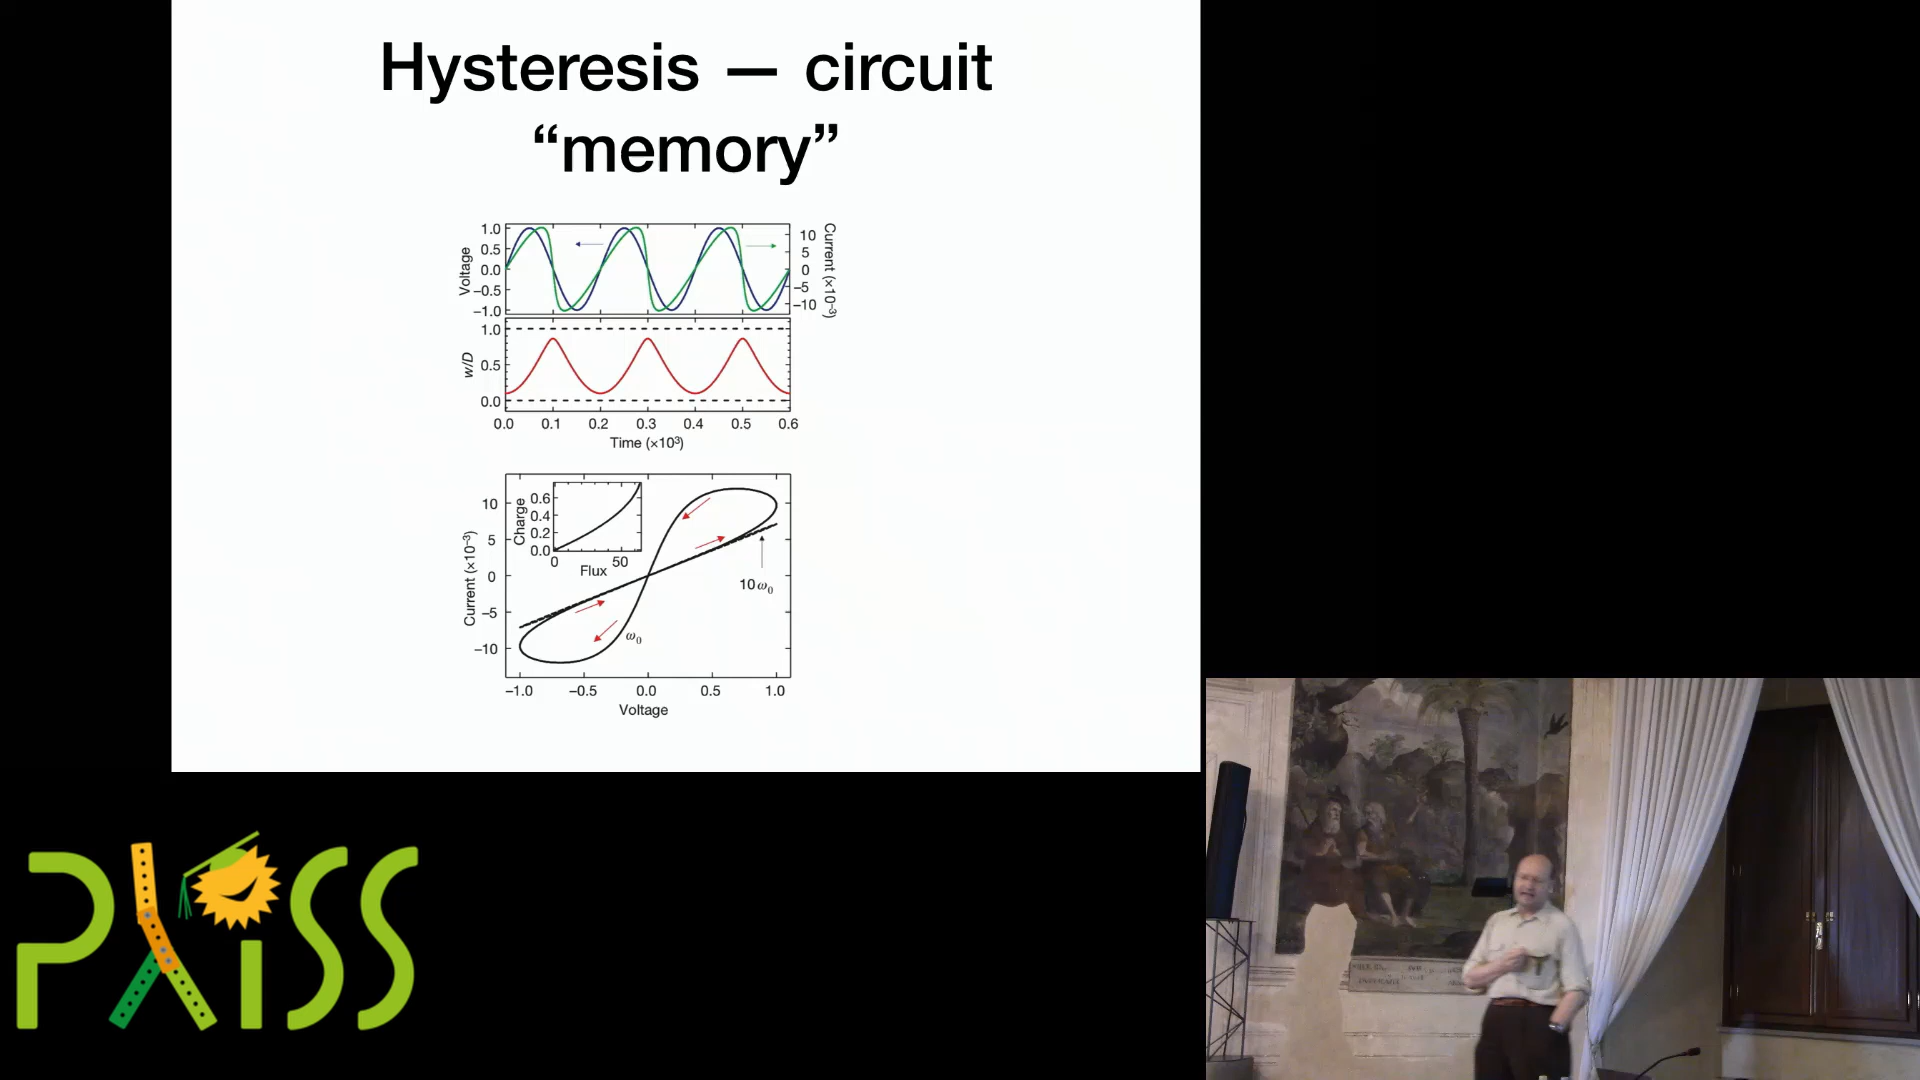 Hysteresis — circuit
“memory”
1.0
0.5
0.0
−0.5
−1.0
Voltage
10
5
0
−5
−10
Current (×10⁻³)
1.0
0.5
0.0
w/D
0.0 0.1 0.2 0.3 0.4 0.5 0.6
Time (×10³)
10
5
0
−5
−10
Current (×10⁻³)
0.6
0.4
0.2
0.0
Charge
0 50
Flux
10 ω₀
ω₀
−1.0 −0.5 0.0 0.5 1.0
Voltage
PAISS